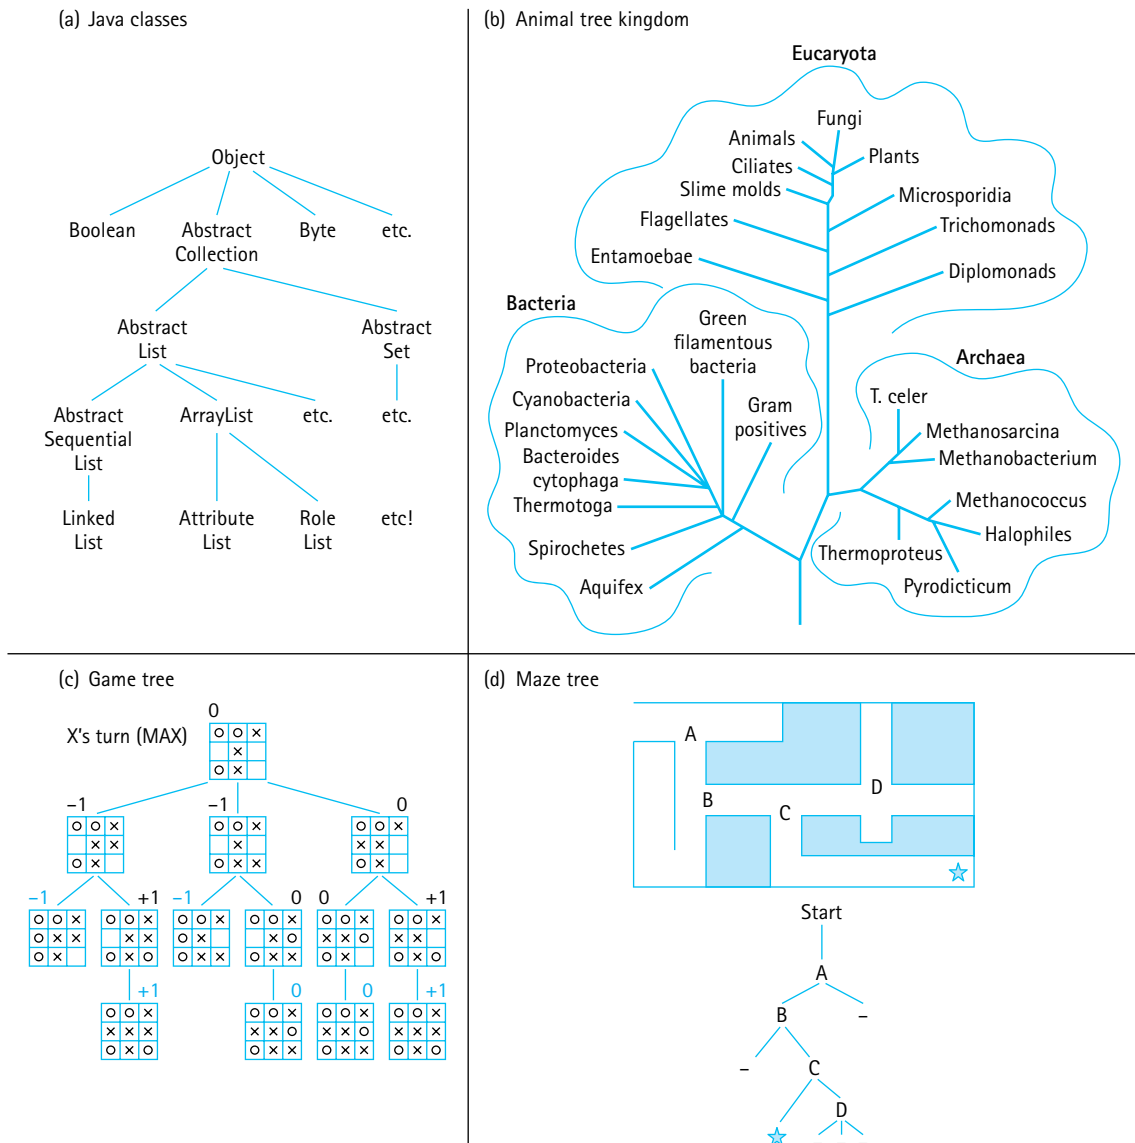 (a) Java classes
Object
Boolean
Abstract
Collection
Byte
etc.
Abstract
List
Abstract
Set
Abstract
Sequential
List
ArrayList
etc.
etc.
Linked
List
Attribute
List
Role
List
etc!
(b) Animal tree kingdom
Eucaryota
Fungi
Animals
Plants
Ciliates
Slime molds
Microsporidia
Flagellates
Trichomonads
Entamoebae
Diplomonads
Bacteria
Green
filamentous
bacteria
Proteobacteria
Cyanobacteria
Gram
positives
Planctomyces
Bacteroides
cytophaga
Thermotoga
Spirochetes
Aquifex
Archaea
T. celer
Methanosarcina
Methanobacterium
Methanococcus
Halophiles
Thermoproteus
Pyrodicticum
(c) Game tree
0
X's turn (MAX)
O O X
X
O X
–1 –1 0
O O X O O X O O X
X X X X X
O X O X X O X
–1 +1 –1 0 0 +1
O O X O O X O O X O O X O O X O O X
O X X X X O X X O X X O X X
O X O X O O X X O X X O X O X O
+1 0 0 +1
O O X O O X O O X O O X
X X X X X O X X O X X X
O X O O X X O X X O X O
(d) Maze tree
A
D
B
C
Start
A
B –
– C
D